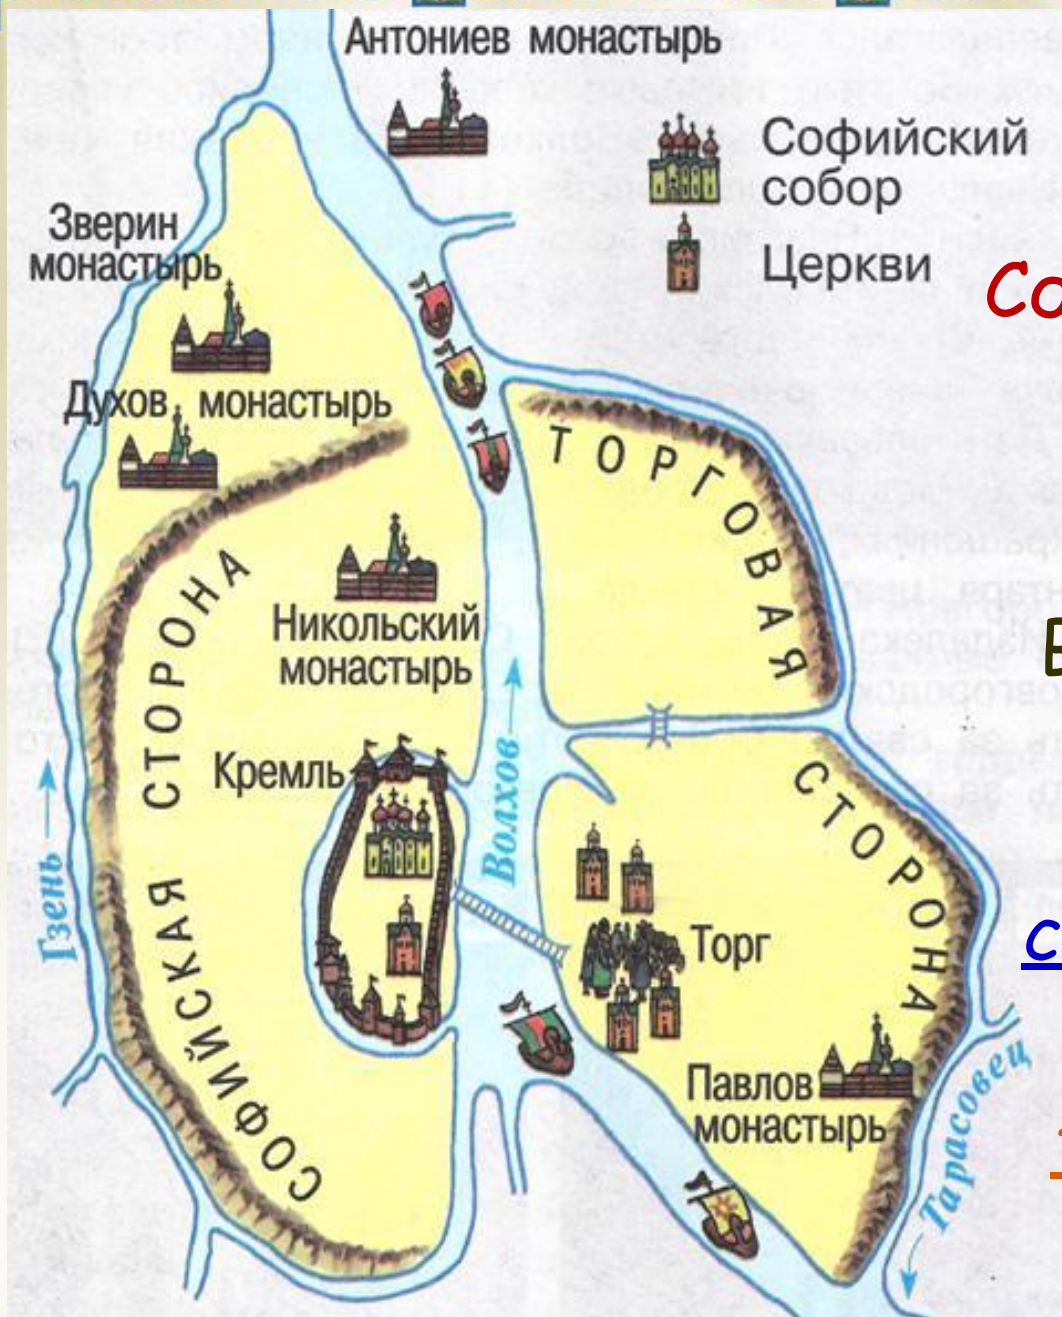 Антониев монастырь
Софийский
собор
Церкви
Зверин
монастырь
Духов монастырь
ТОРГОВАЯ
СТОРОНА
СОФИЙСКАЯ СТОРОНА
Никольский
монастырь
Кремль
Волхов
Гзень
Торг
Павлов
монастырь
Тарасовец
Со
В
с